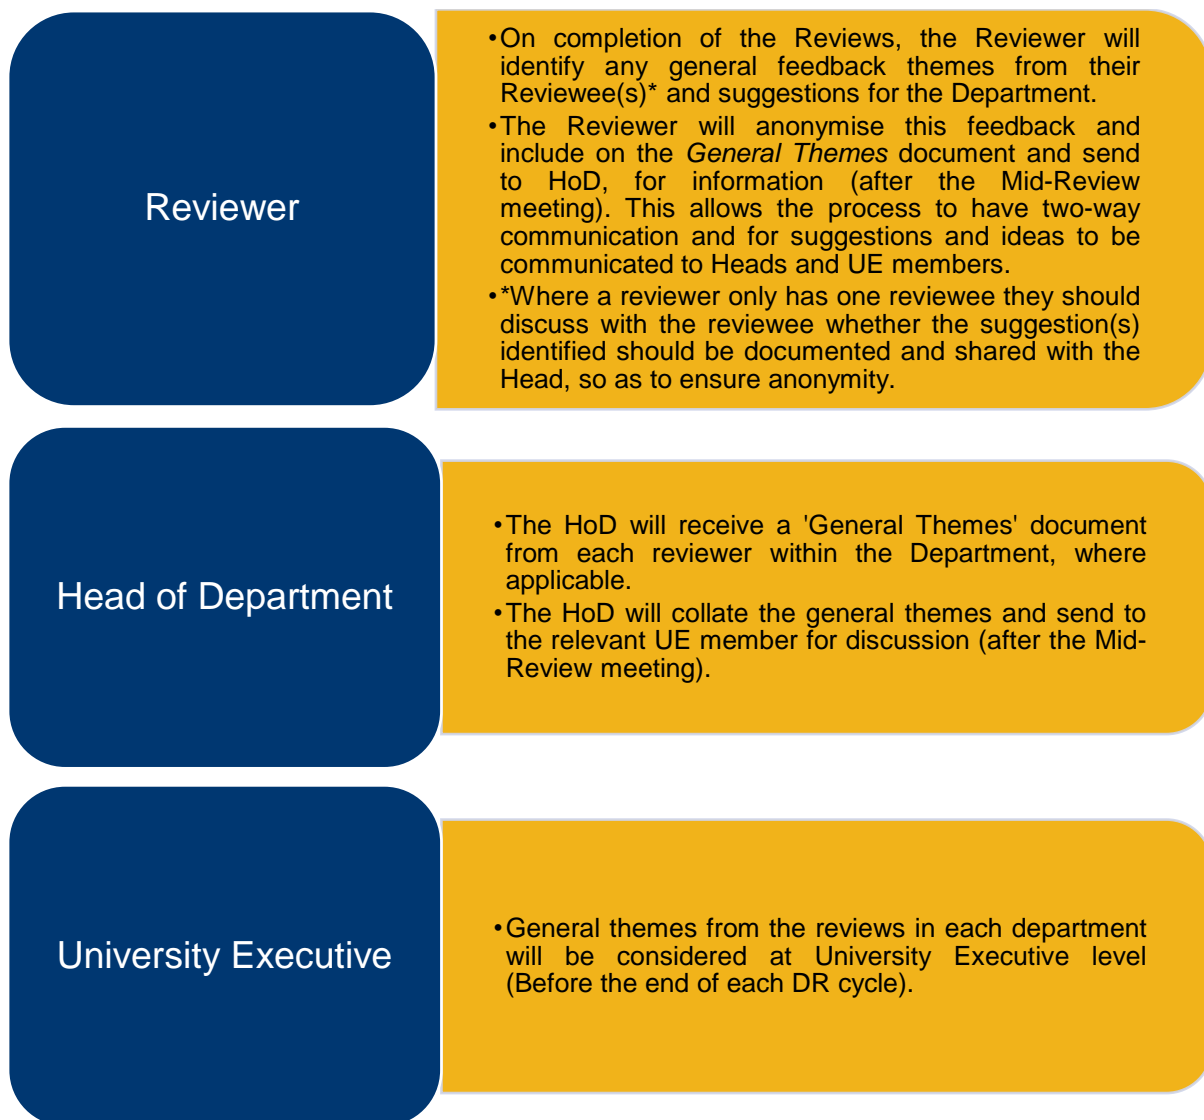 Reviewer
•On completion of the Reviews, the Reviewer will
identify any general feedback themes from their
Reviewee(s)* and suggestions for the Department.
•The Reviewer will anonymise this feedback and
include on the General Themes document and send
to HoD, for information (after the Mid-Review
meeting). This allows the process to have two-way
communication and for suggestions and ideas to be
communicated to Heads and UE members.
•*Where a reviewer only has one reviewee they should
discuss with the reviewee whether the suggestion(s)
identified should be documented and shared with the
Head, so as to ensure anonymity.
Head of Department
•The HoD will receive a 'General Themes' document
from each reviewer within the Department, where
applicable.
•The HoD will collate the general themes and send to
the relevant UE member for discussion (after the Mid-
Review meeting).
University Executive
•General themes from the reviews in each department
will be considered at University Executive level
(Before the end of each DR cycle).